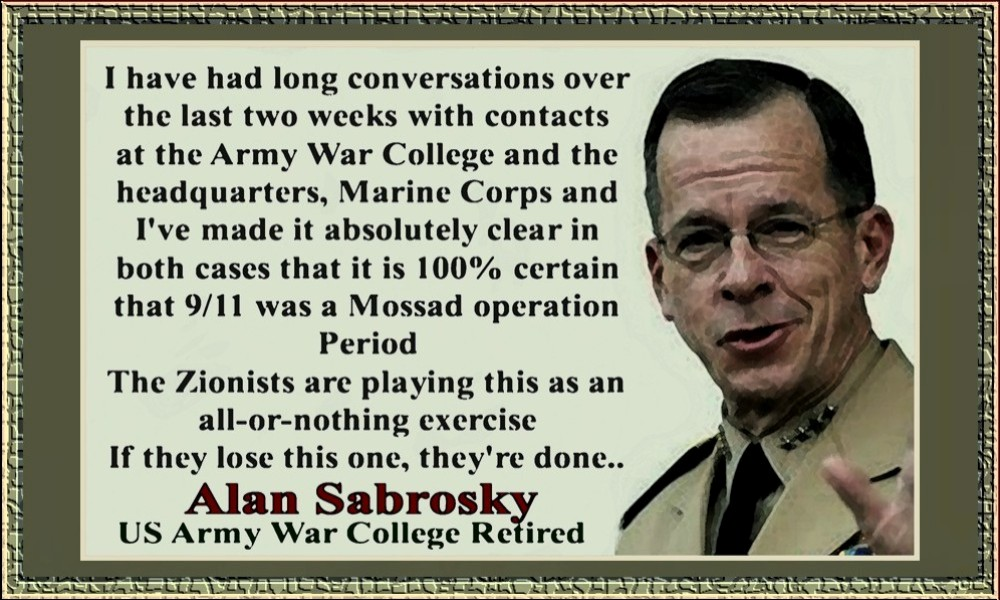 I have had long conversations over
the last two weeks with contacts
at the Army War College and the
headquarters, Marine Corps and
I've made it absolutely clear in
both cases that it is 100% certain
that 9/11 was a Mossad operation
Period
The Zionists are playing this as an
all-or-nothing exercise
If they lose this one, they're done..
Alan Sabrosky
US Army War College Retired